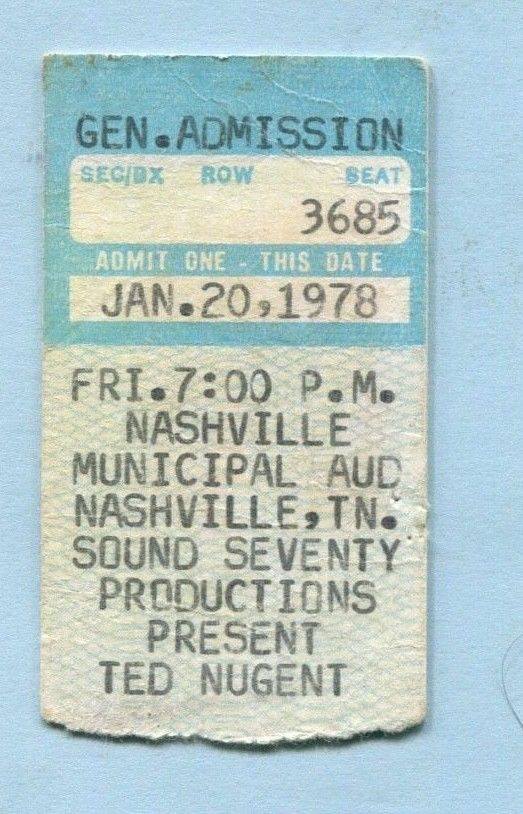 GEN.ADMISSION
SEC/BX ROW SEAT
3685
ADMIT ONE - THIS DATE
JAN.20,1978
FRI.7:00 P.M.
NASHVILLE
MUNICIPAL AUD
NASHVILLE,TN.
SOUND SEVENTY
PRODUCTIONS
PRESENT
TED NUGENT